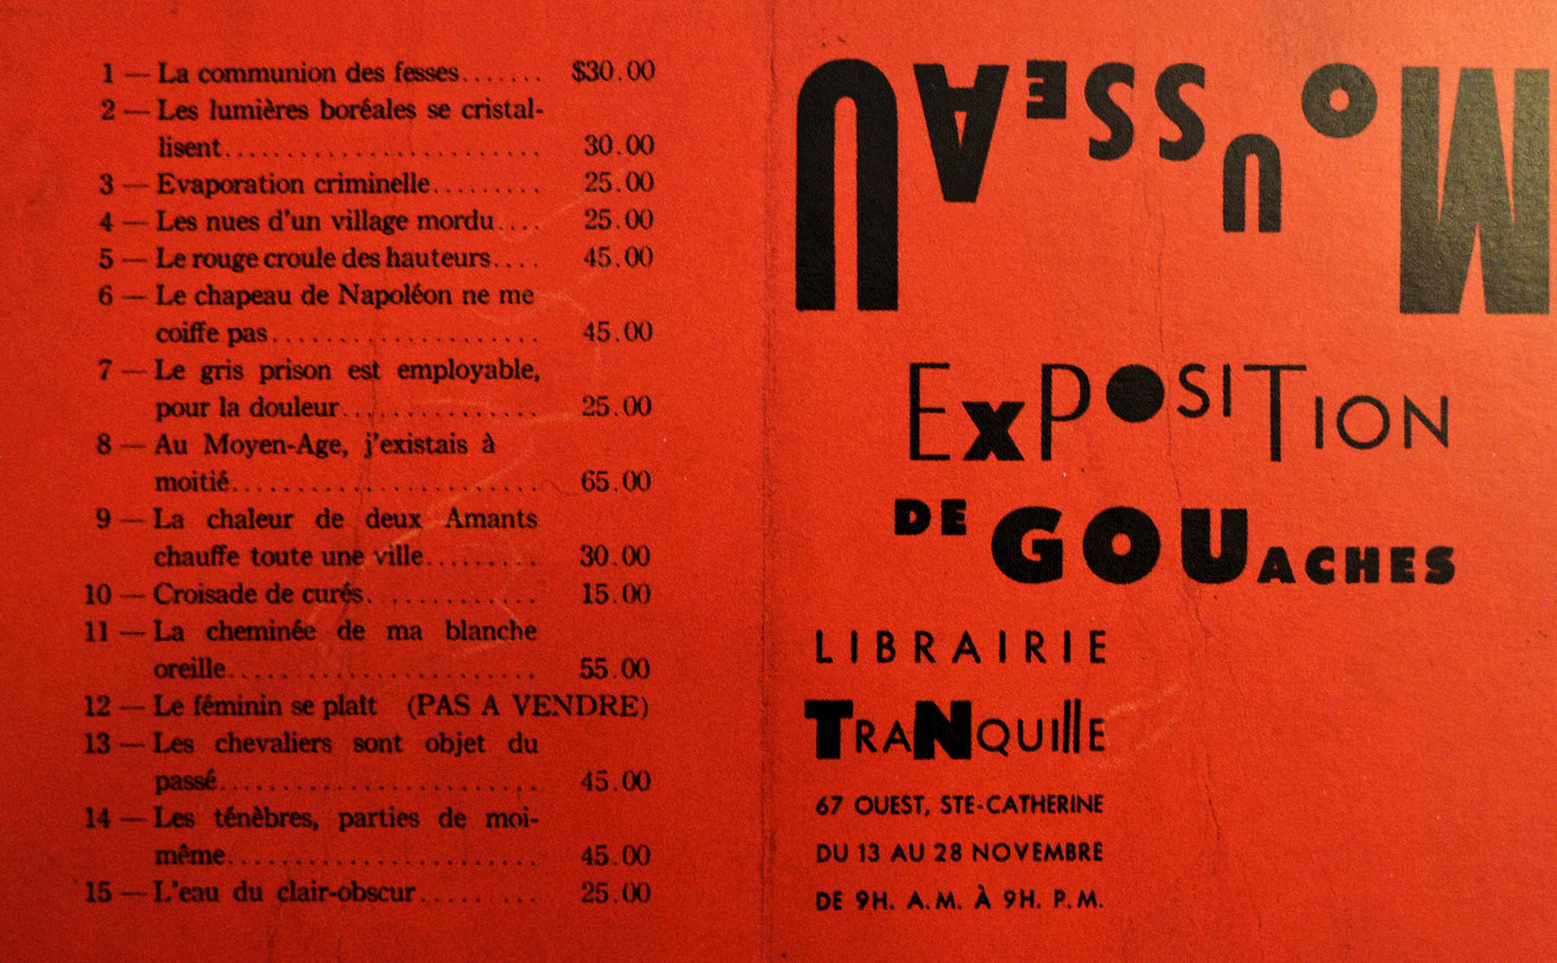 1 — La communion des fesses....... $30.00
2 — Les lumières boréales se cristal-
lisent........................ 30.00
3 — Evaporation criminelle......... 25.00
4 — Les nues d'un village mordu.... 25.00
5 — Le rouge croule des hauteurs.... 45.00
6 — Le chapeau de Napoléon ne me
coiffe pas.................... 45.00
7 — Le gris prison est employable,
pour la douleur............... 25.00
8 — Au Moyen-Age, j'existais à
moitié........................ 65.00
9 — La chaleur de deux Amants
chauffe toute une ville......... 30.00
10 — Croisade de curés............. 15.00
11 — La cheminée de ma blanche
oreille........................ 55.00
12 — Le féminin se plaît (PAS A VENDRE)
13 — Les chevaliers sont objet du
passé......................... 45.00
14 — Les ténèbres, parties de moi-
même........................ 45.00
15 — L'eau du clair-obscur..... ... 25.00
MOUSSEAU
EXPOSITION
DE GOUACHES
LIBRAIRIE
TRANQUIllE
67 OUEST, STE-CATHERINE
DU 13 AU 28 NOVEMBRE
DE 9H. A.M. À 9H. P.M.